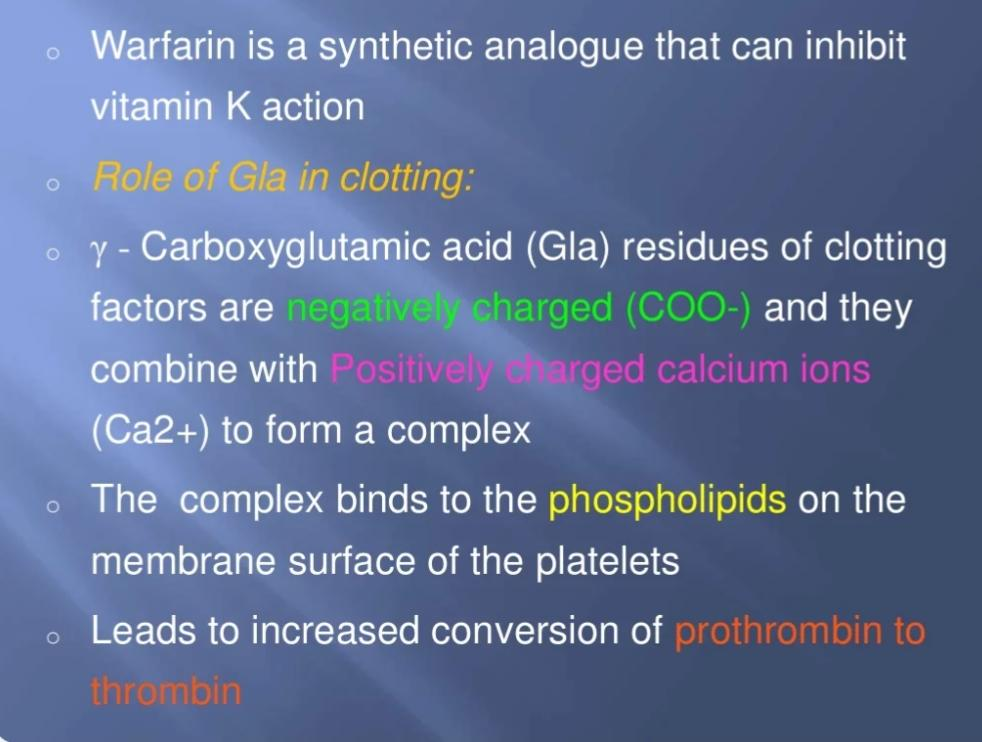 Warfarin is a synthetic analogue that can inhibit
vitamin K action
Role of Gla in clotting:
γ - Carboxyglutamic acid (Gla) residues of clotting
factors are negatively charged (COO-) and they
combine with Positively charged calcium ions
(Ca2+) to form a complex
The complex binds to the phospholipids on the
membrane surface of the platelets
Leads to increased conversion of prothrombin to
thrombin